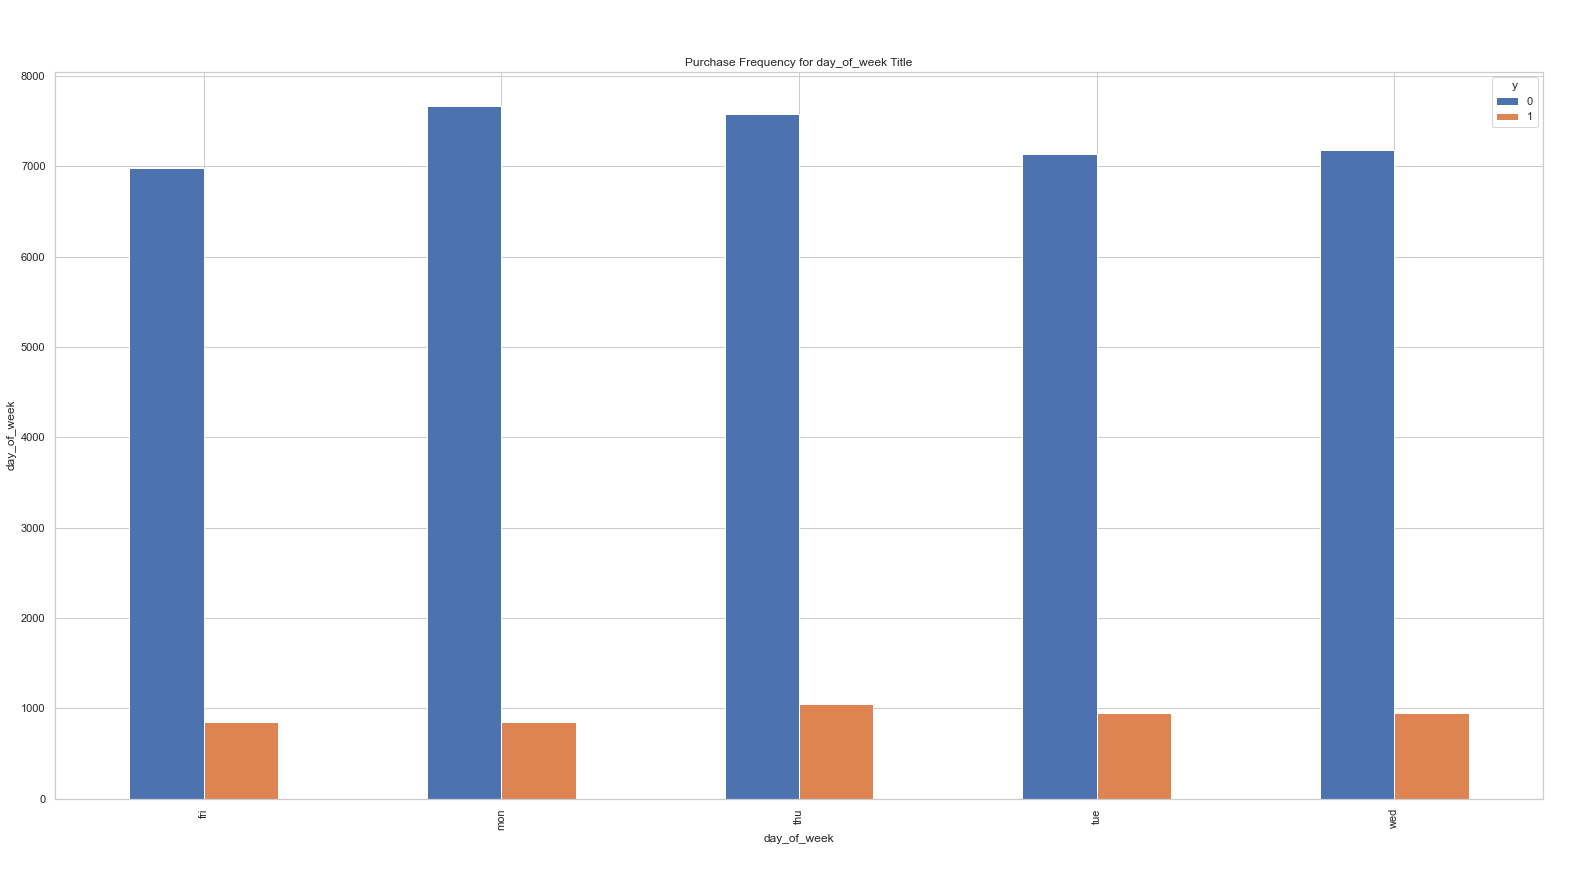 Purchase Frequency for day_of_week Title
y
0
1
8000
7000
6000
5000
4000
3000
2000
1000
0
day_of_week
fri
mon
thu
tue
wed
day_of_week